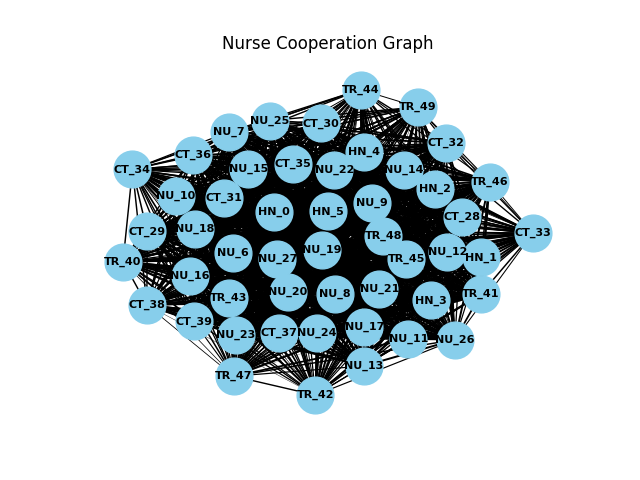 Nurse Cooperation Graph
TR_44
TR_49
NU_25
CT_30
NU_7
CT_32
HN_4
CT_36
CT_35
NU_15
NU_22
NU_14
CT_34
TR_46
HN_2
NU_10
CT_31
NU_9
HN_0
HN_5
CT_28
CT_29
NU_18
CT_33
TR_48
NU_19
NU_12
NU_6
HN_1
NU_27
TR_45
TR_40
NU_16
NU_21
NU_20
NU_8
TR_41
TR_43
HN_3
CT_38
CT_39
NU_17
NU_23
CT_37
NU_24
NU_11
NU_26
NU_13
TR_47
TR_42